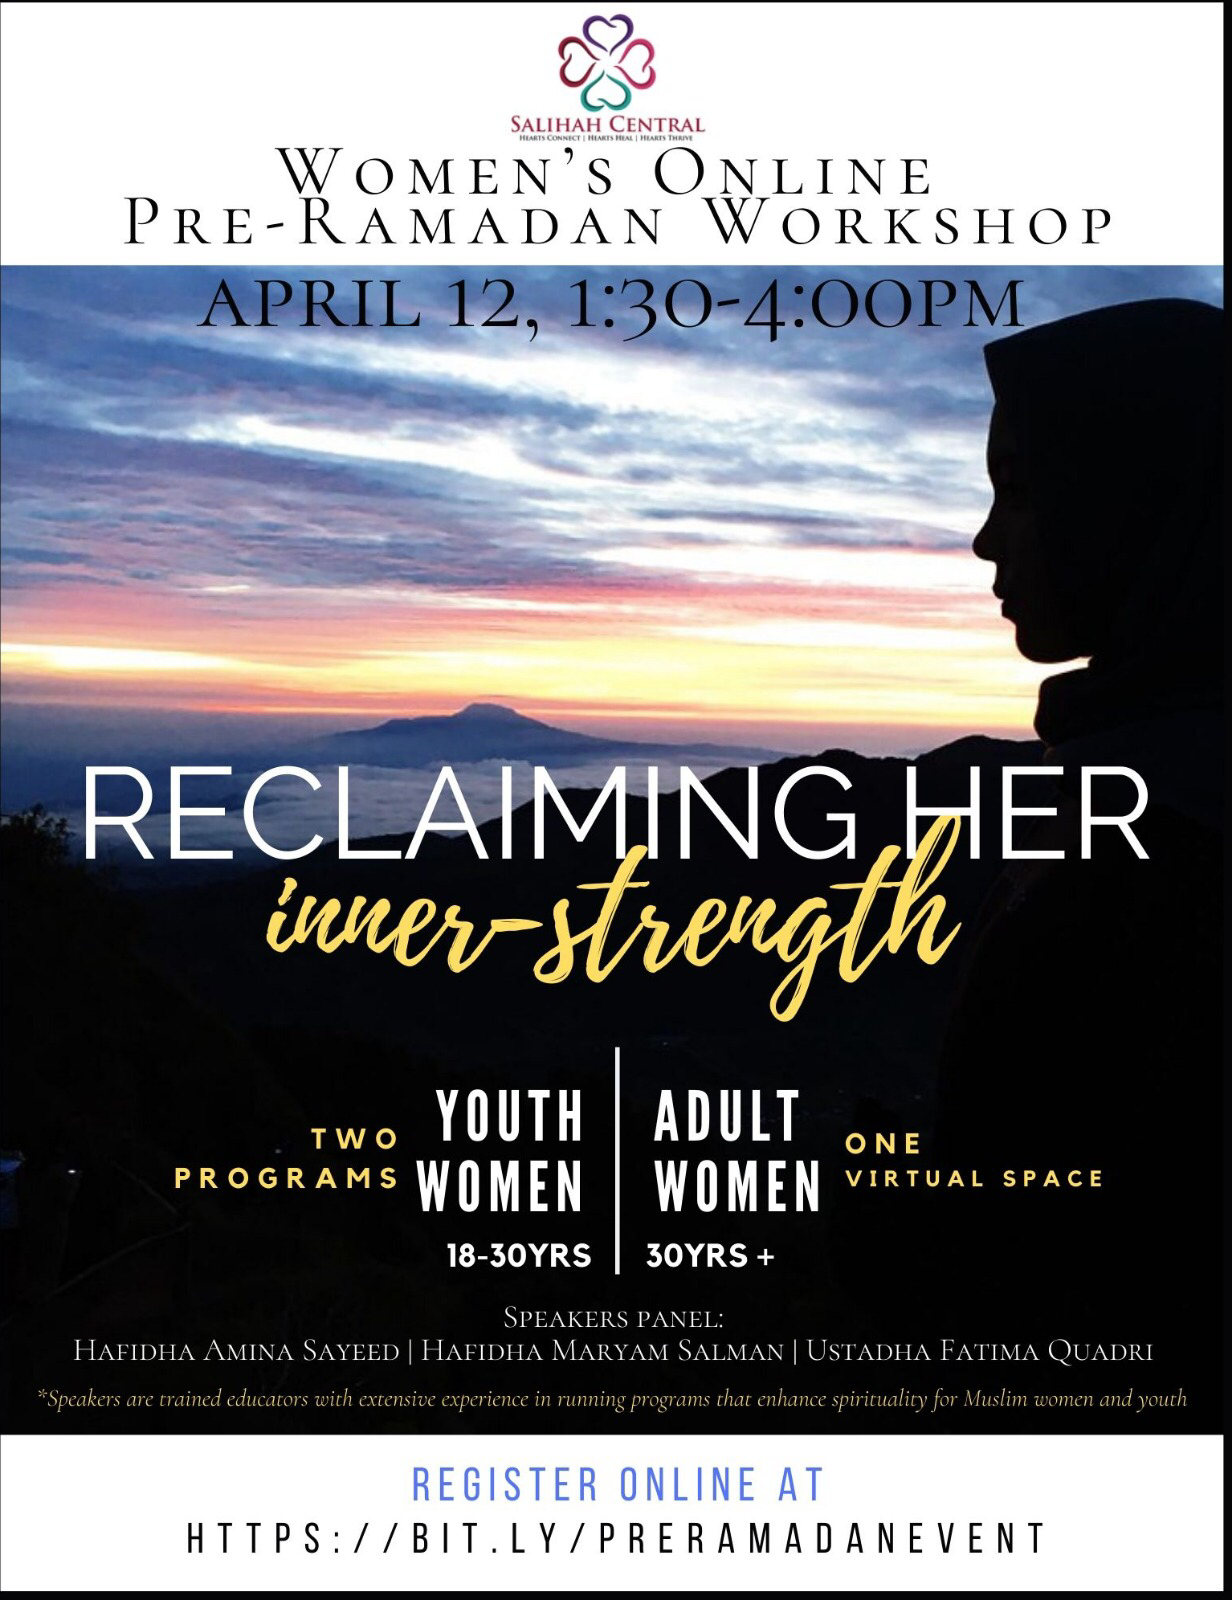 SALIHAH CENTRAL
HEARTS CONNECT | HEARTS HEAL | HEARTS THRIVE
WOMEN'S ONLINE
PRE-RAMADAN WORKSHOP
APRIL 12, 1:30-4:00PM
RECLAIMING HER
inner-strength
TWO
PROGRAMS
YOUTH
WOMEN
18-30YRS
ADULT
WOMEN
30YRS +
ONE
VIRTUAL SPACE
SPEAKERS PANEL:
HAFIDHA AMINA SAYEED | HAFIDHA MARYAM SALMAN | USTADHA FATIMA QUADRI
*Speakers are trained educators with extensive experience in running programs that enhance spirituality for Muslim women and youth
REGISTER ONLINE AT
HTTPS://BIT.LY/PRERAMADANEVENT